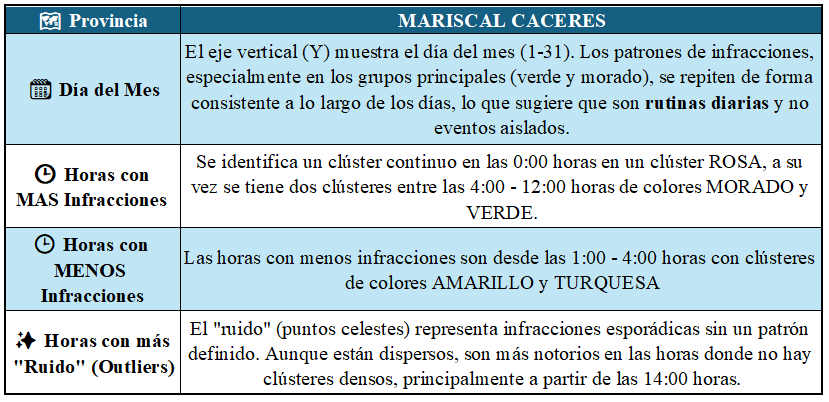 Provincia
MARISCAL CACERES
Día del Mes
El eje vertical (Y) muestra el día del mes (1-31). Los patrones de infracciones,
especialmente en los grupos principales (verde y morado), se repiten de forma
consistente a lo largo de los días, lo que sugiere que son rutinas diarias y no
eventos aislados.
Horas con
MAS Infracciones
Se identifica un clúster continuo en las 0:00 horas en un clúster ROSA, a su
vez se tiene dos clústeres entre las 4:00 - 12:00 horas de colores MORADO y
VERDE.
Horas con
MENOS
Infracciones
Las horas con menos infracciones son desde las 1:00 - 4:00 horas con clústeres
de colores AMARILLO y TURQUESA
Horas con más
"Ruido" (Outliers)
El "ruido" (puntos celestes) representa infracciones esporádicas sin un patrón
definido. Aunque están dispersos, son más notorios en las horas donde no hay
clústeres densos, principalmente a partir de las 14:00 horas.